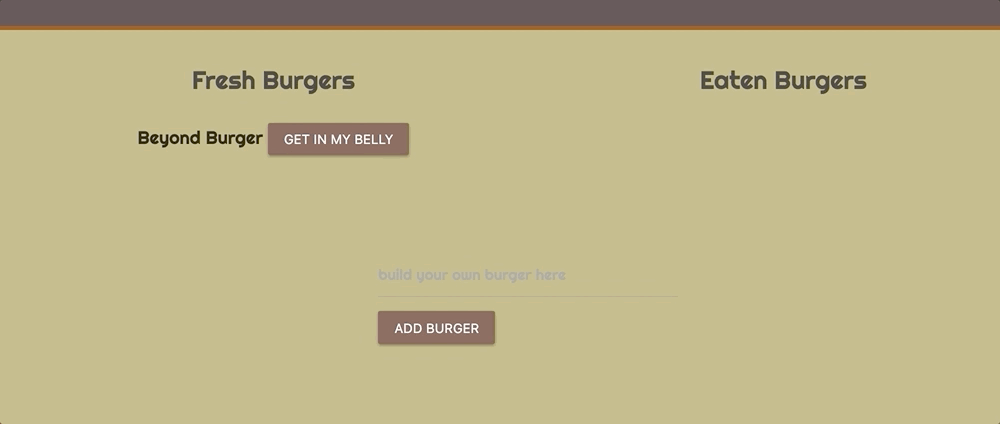 Fresh Burgers
Eaten Burgers
Beyond Burger
GET IN MY BELLY
build your own burger here
ADD BURGER